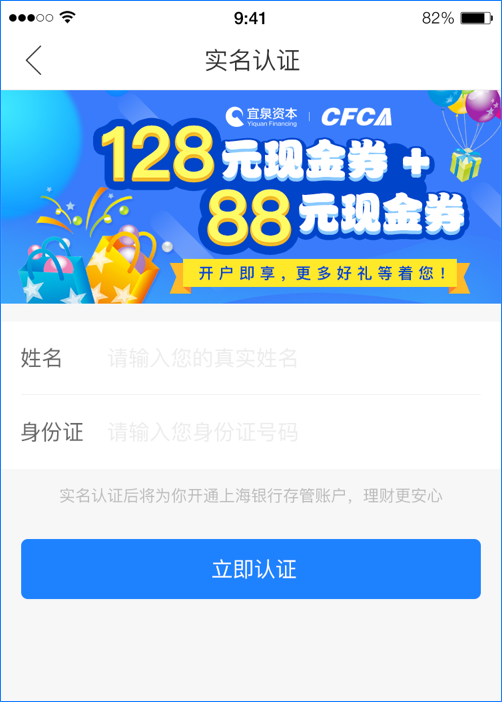 9:41
82%
实名认证
宜泉资本
Yiquan Financing
CFCA
128元现金券 +
88元现金券
开户即享，更多好礼等着您！
姓名 请输入您的真实姓名
身份证 请输入您身份证号码
实名认证后将为你开通上海银行存管账户，理财更安心
立即认证